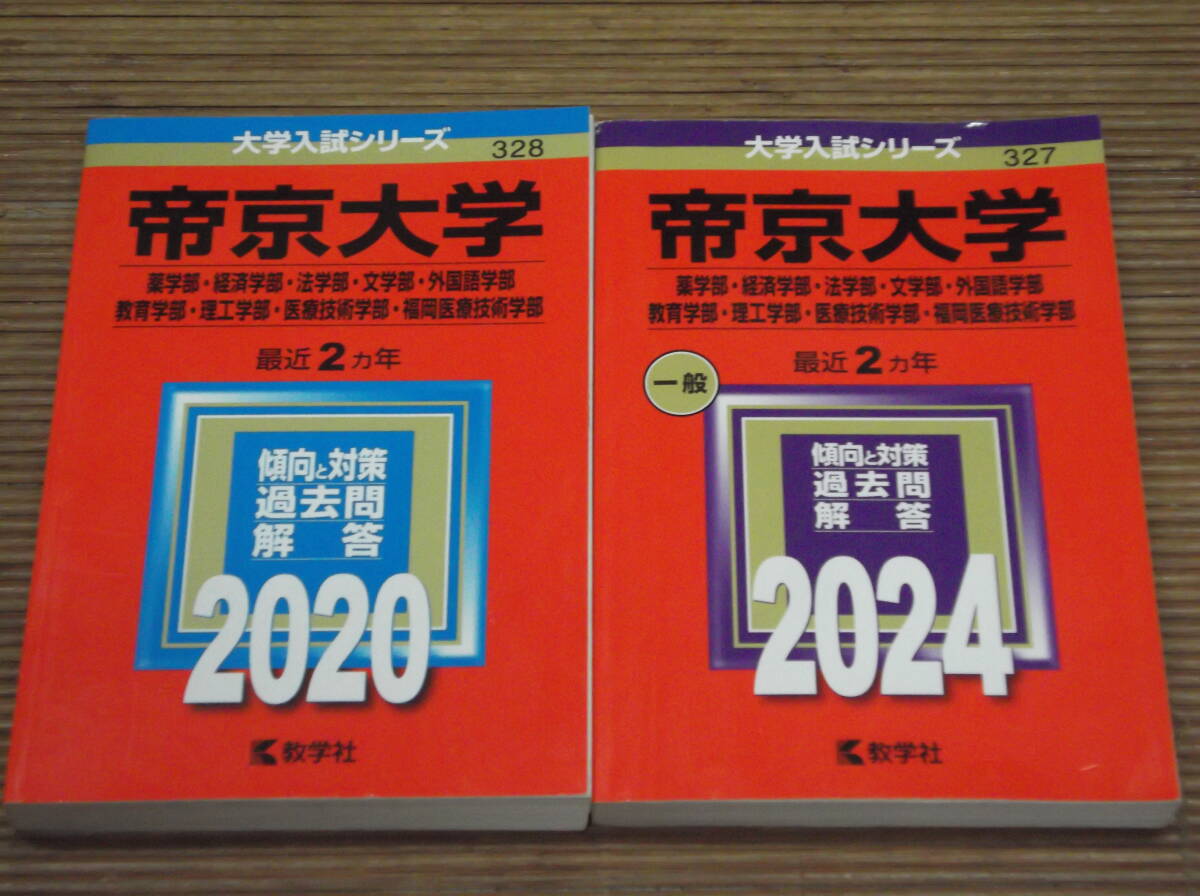 大学入試シリーズ
328
帝京大学
薬学部・経済学部・法学部・文学部・外国語学部
教育学部・理工学部・医療技術学部・福岡医療技術学部
最近2カ年
傾向と対策
過去問
解答
2020
教学社
大学入試シリーズ
327
帝京大学
薬学部・経済学部・法学部・文学部・外国語学部
教育学部・理工学部・医療技術学部・福岡医療技術学部
最近2カ年
一般
傾向と対策
過去問
解答
2024
教学社